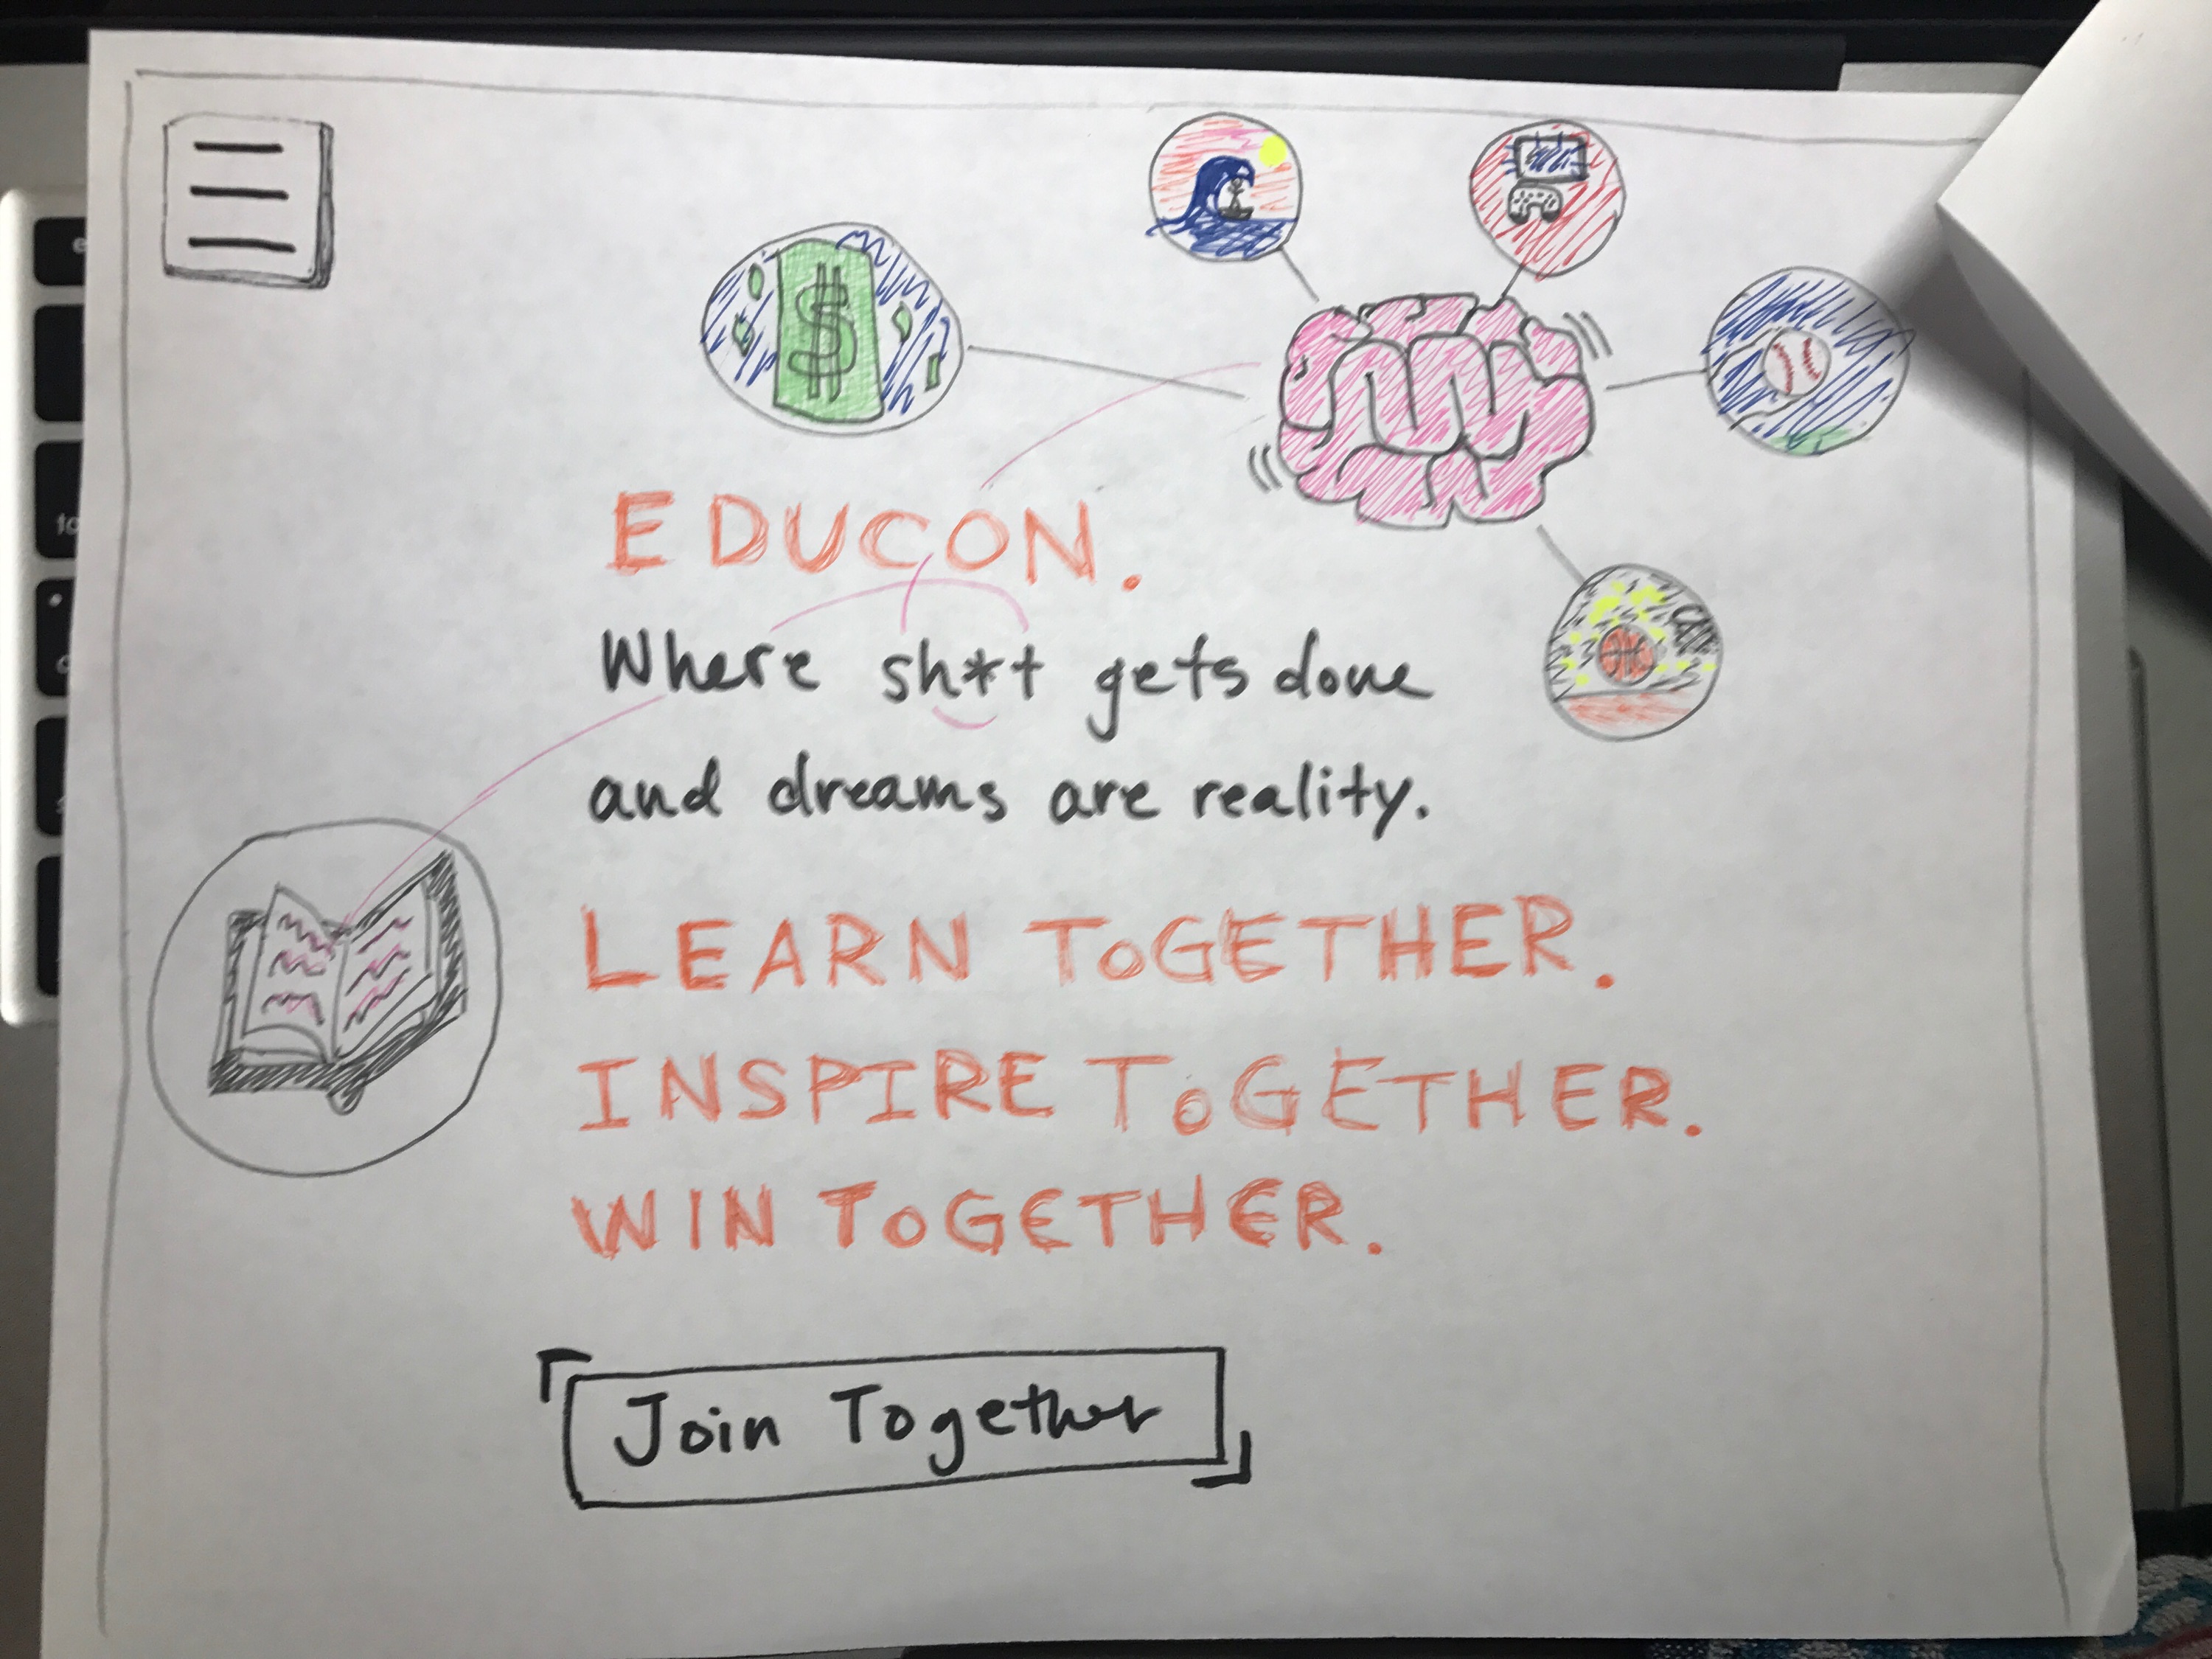 EDUCON.
Where sh*t gets done
and dreams are reality.
LEARN ToGETHER.
INSPIRE ToGETHER.
WIN ToGETHER.
Join Together